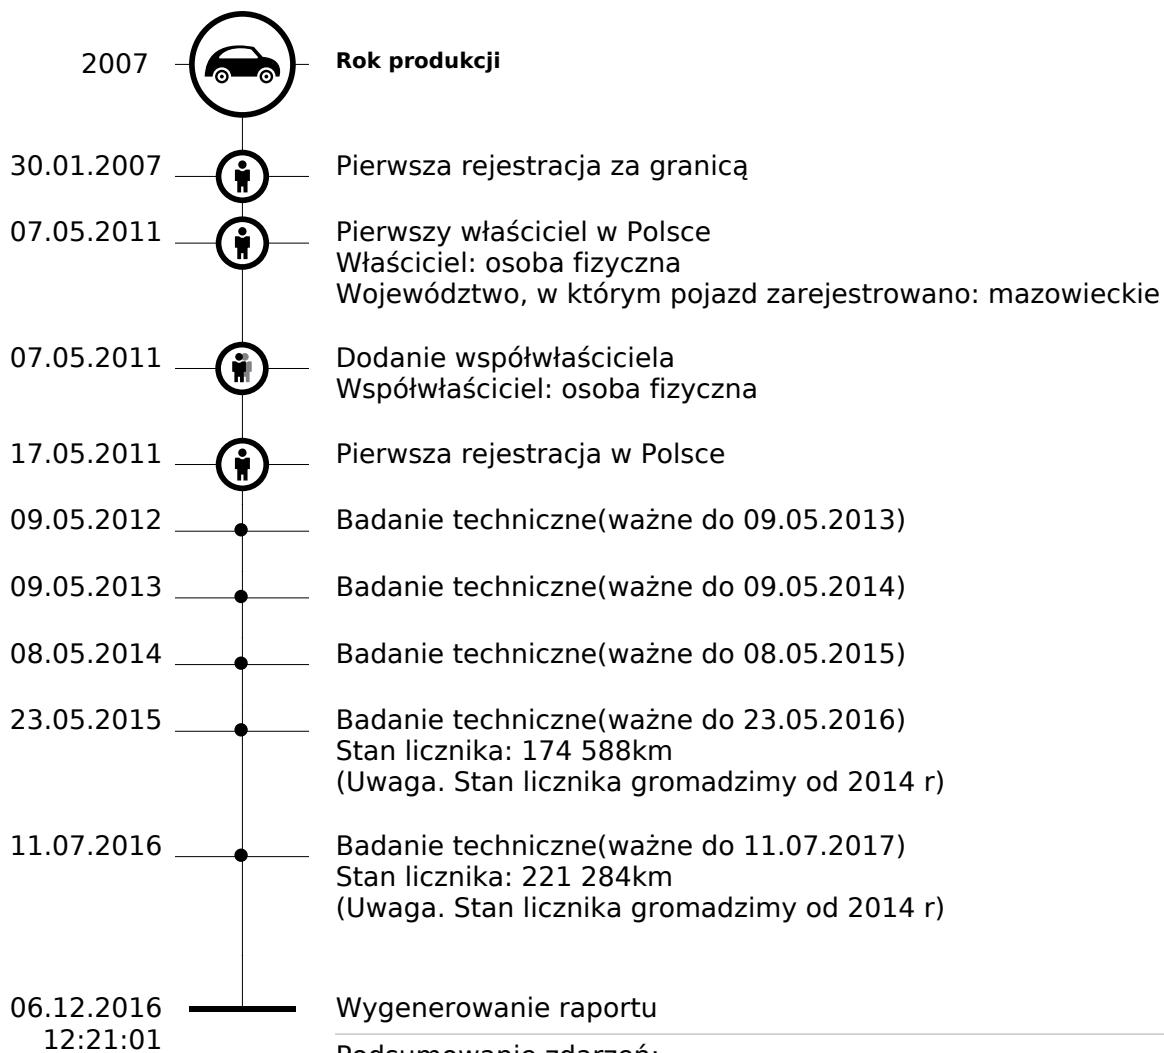 2007 Rok produkcji
30.01.2007 Pierwsza rejestracja za granicą
07.05.2011 Pierwszy właściciel w Polsce
Właściciel: osoba fizyczna
Województwo, w którym pojazd zarejestrowano: mazowieckie
07.05.2011 Dodanie współwłaściciela
Współwłaściciel: osoba fizyczna
17.05.2011 Pierwsza rejestracja w Polsce
09.05.2012 Badanie techniczne(ważne do 09.05.2013)
09.05.2013 Badanie techniczne(ważne do 09.05.2014)
08.05.2014 Badanie techniczne(ważne do 08.05.2015)
23.05.2015 Badanie techniczne(ważne do 23.05.2016)
Stan licznika: 174 588km
(Uwaga. Stan licznika gromadzimy od 2014 r)
11.07.2016 Badanie techniczne(ważne do 11.07.2017)
Stan licznika: 221 284km
(Uwaga. Stan licznika gromadzimy od 2014 r)
06.12.2016 Wygenerowanie raportu
12:21:01
Podsumowanie zdarzeń: